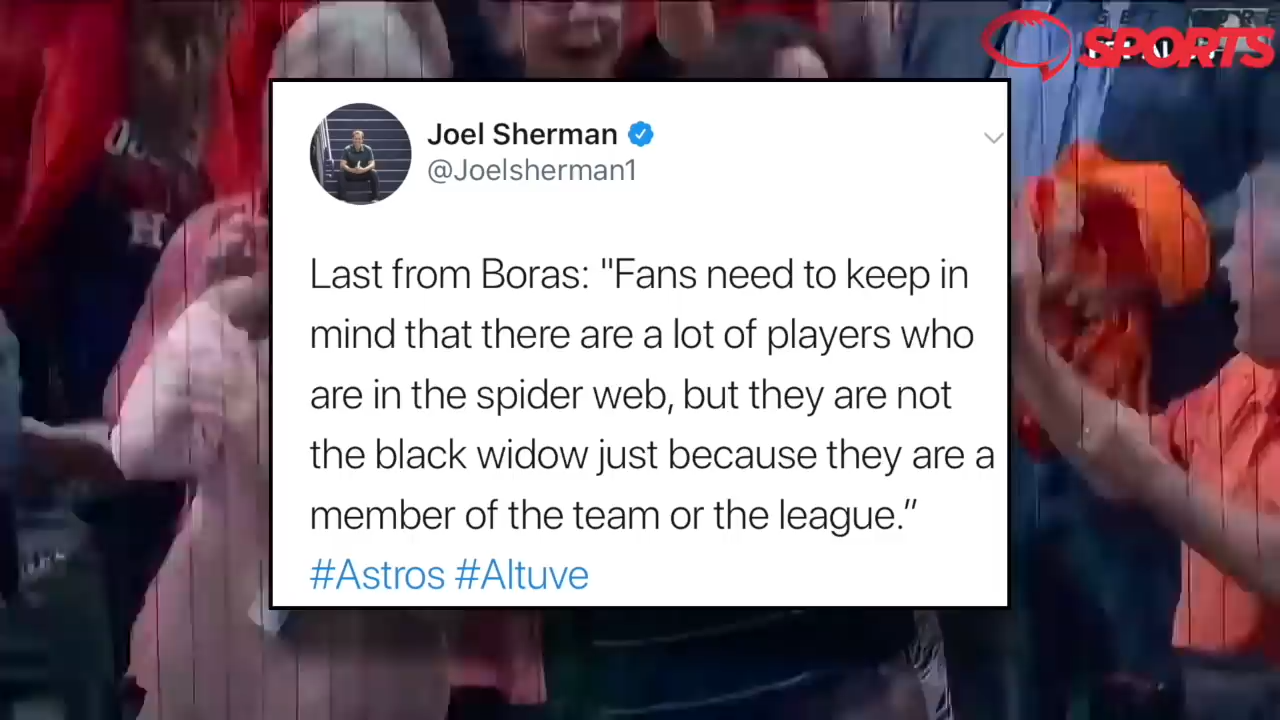 SPORTS
Joel Sherman
@Joelsherman1
Last from Boras: "Fans need to keep in
mind that there are a lot of players who
are in the spider web, but they are not
the black widow just because they are a
member of the team or the league.”
#Astros #Altuve
H